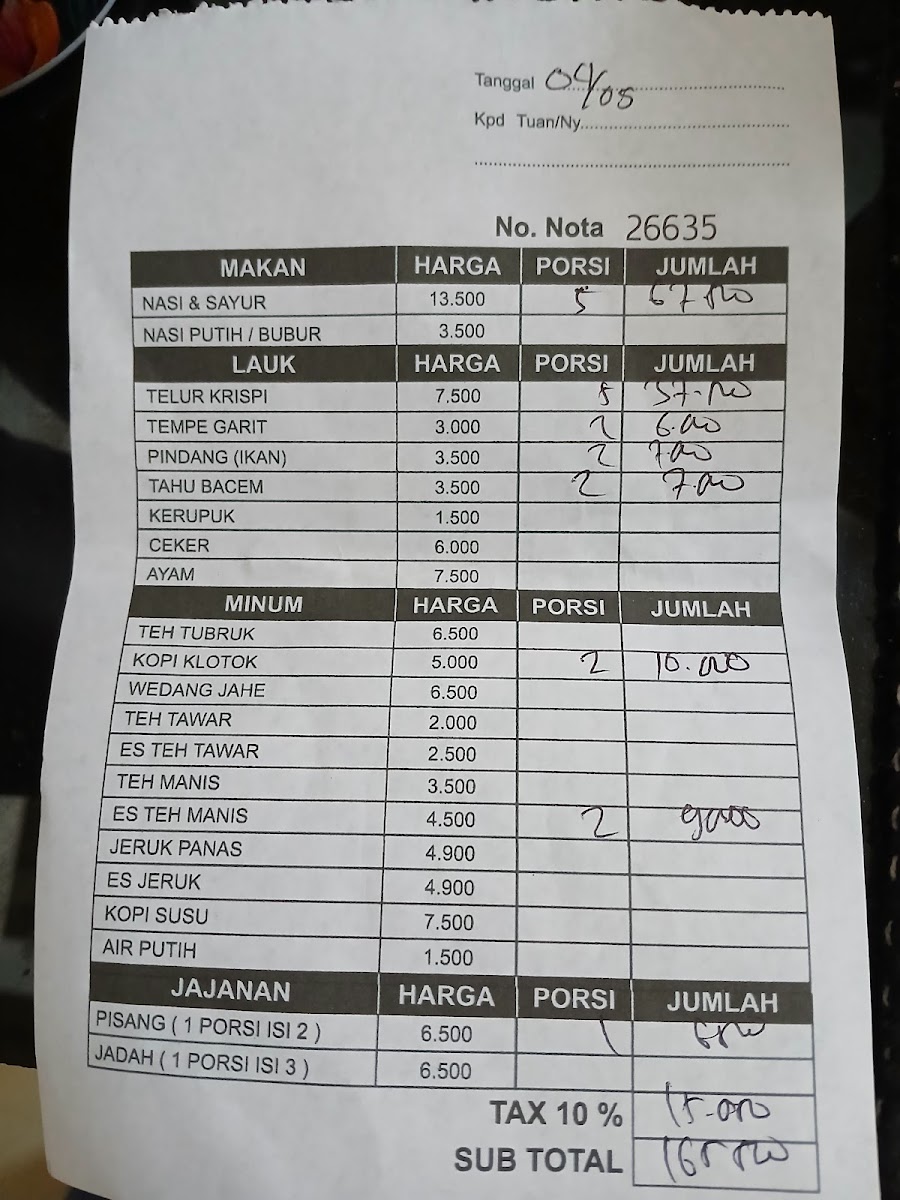 Tanggal 04/05
Kpd Tuan/Ny
No. Nota 26635
MAKAN HARGA PORSI JUMLAH
NASI & SAYUR 13.500 5 67.500
NASI PUTIH / BUBUR 3.500
LAUK HARGA PORSI JUMLAH
TELUR KRISPI 7.500 5 37.500
TEMPE GARIT 3.000 2 6.000
PINDANG (IKAN) 3.500 2 7.000
TAHU BACEM 3.500 2 7.000
KERUPUK 1.500
CEKER 6.000
AYAM 7.500
MINUM HARGA PORSI JUMLAH
TEH TUBRUK 6.500
KOPI KLOTOK 5.000 2 10.000
WEDANG JAHE 6.500
TEH TAWAR 2.000
ES TEH TAWAR 2.500
TEH MANIS 3.500
ES TEH MANIS 4.500 2 9000
JERUK PANAS 4.900
ES JERUK 4.900
KOPI SUSU 7.500
AIR PUTIH 1.500
JAJANAN HARGA PORSI JUMLAH
PISANG ( 1 PORSI ISI 2 ) 6.500 1 6500
JADAH ( 1 PORSI ISI 3 ) 6.500
TAX 10 % 15.000
SUB TOTAL 165.500